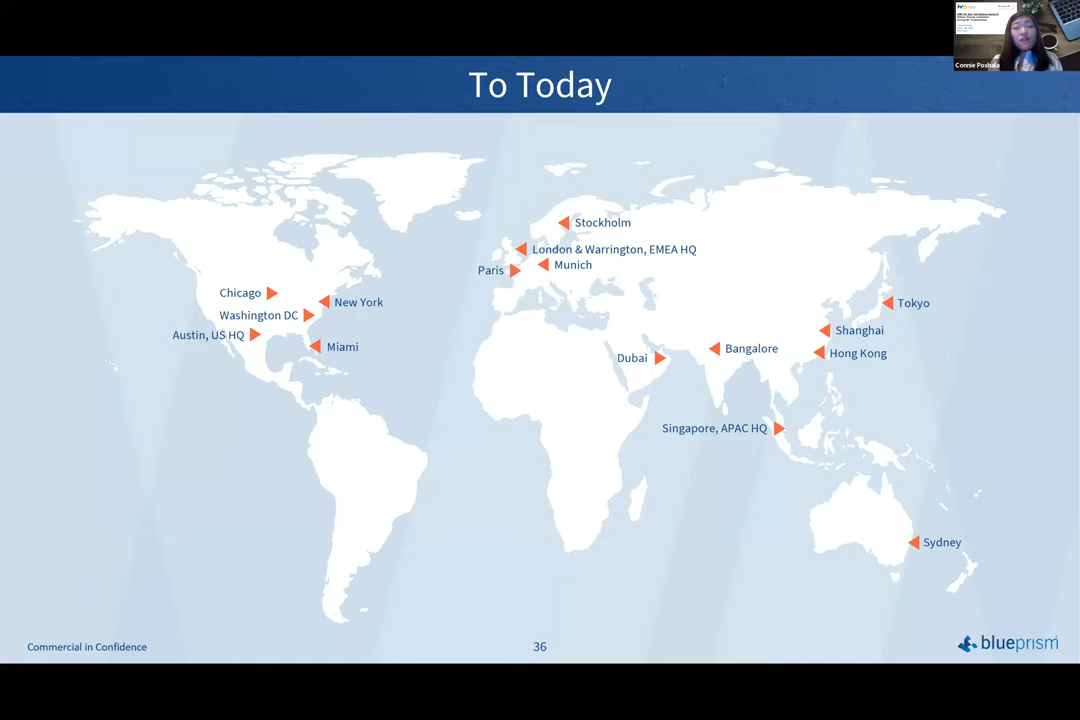 To Today
Connie Poshala
Stockholm
London & Warrington, EMEA HQ
Munich
Paris
Chicago
New York
Washington DC
Austin, US HQ
Miami
Tokyo
Shanghai
Bangalore
Hong Kong
Dubai
Singapore, APAC HQ
Sydney
Commercial in Confidence
36
blueprism